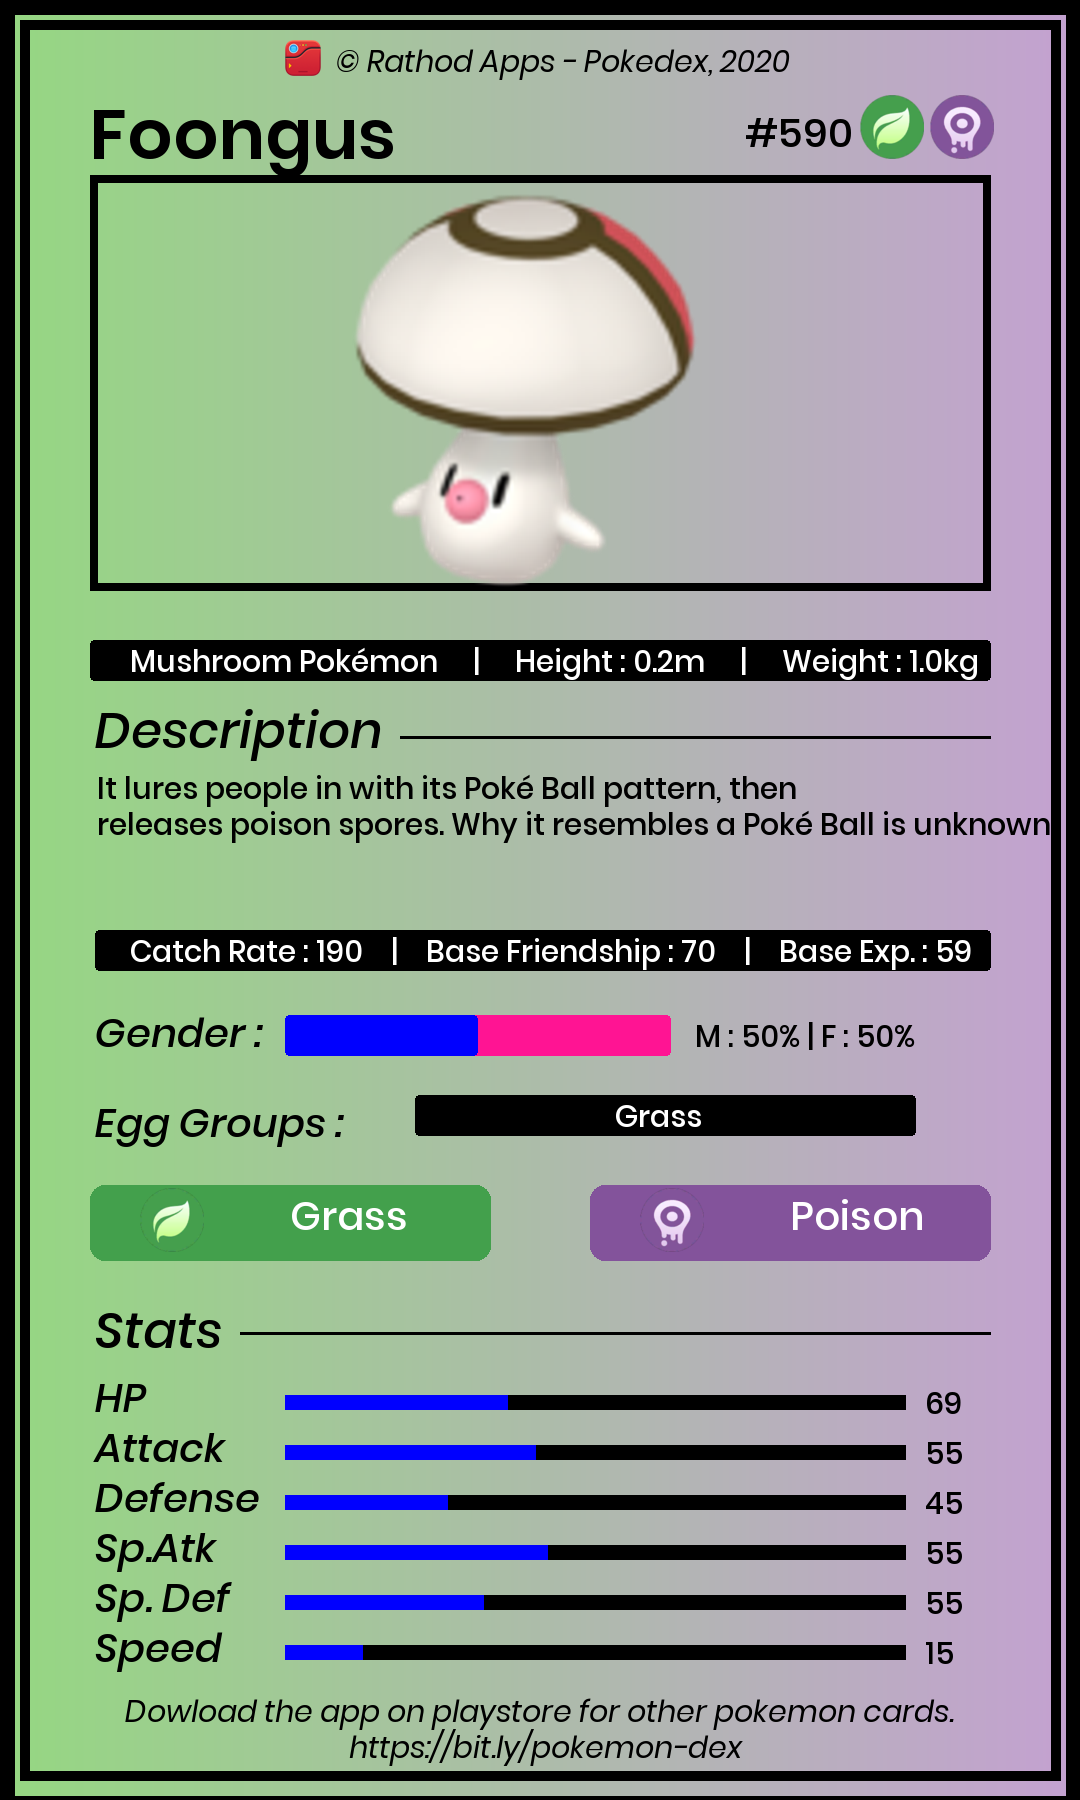 © Rathod Apps - Pokedex, 2020
Foongus
#590
Mushroom Pokémon | Height : 0.2m | Weight : 1.0kg
Description
It lures people in with its Poké Ball pattern, then
releases poison spores. Why it resembles a Poké Ball is unknown
Catch Rate : 190 | Base Friendship : 70 | Base Exp. : 59
Gender : M : 50% | F : 50%
Egg Groups : Grass
Grass Poison
Stats
HP 69
Attack 55
Defense 45
Sp.Atk 55
Sp. Def 55
Speed 15
Dowload the app on playstore for other pokemon cards.
https://bit.ly/pokemon-dex